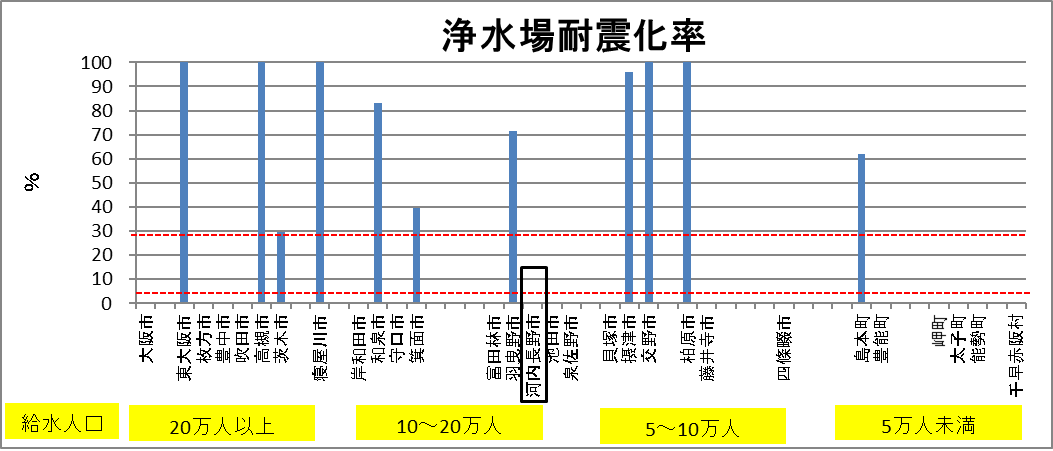 浄水場耐震化率
100
90
80
70
60
50
40
30
20
10
0
%
大阪市
東大阪市
枚方市
豊中市
吹田市
高槻市
茨木市
寝屋川市
岸和田市
和泉市
守口市
箕面市
富田林市
羽曳野市
河内長野市
池田市
泉佐野市
貝塚市
摂津市
交野市
柏原市
藤井寺市
四條畷市
島本町
豊能町
岬町
太子町
能勢町
千早赤阪村
給水人口
20万人以上
10～20万人
5～10万人
5万人未満